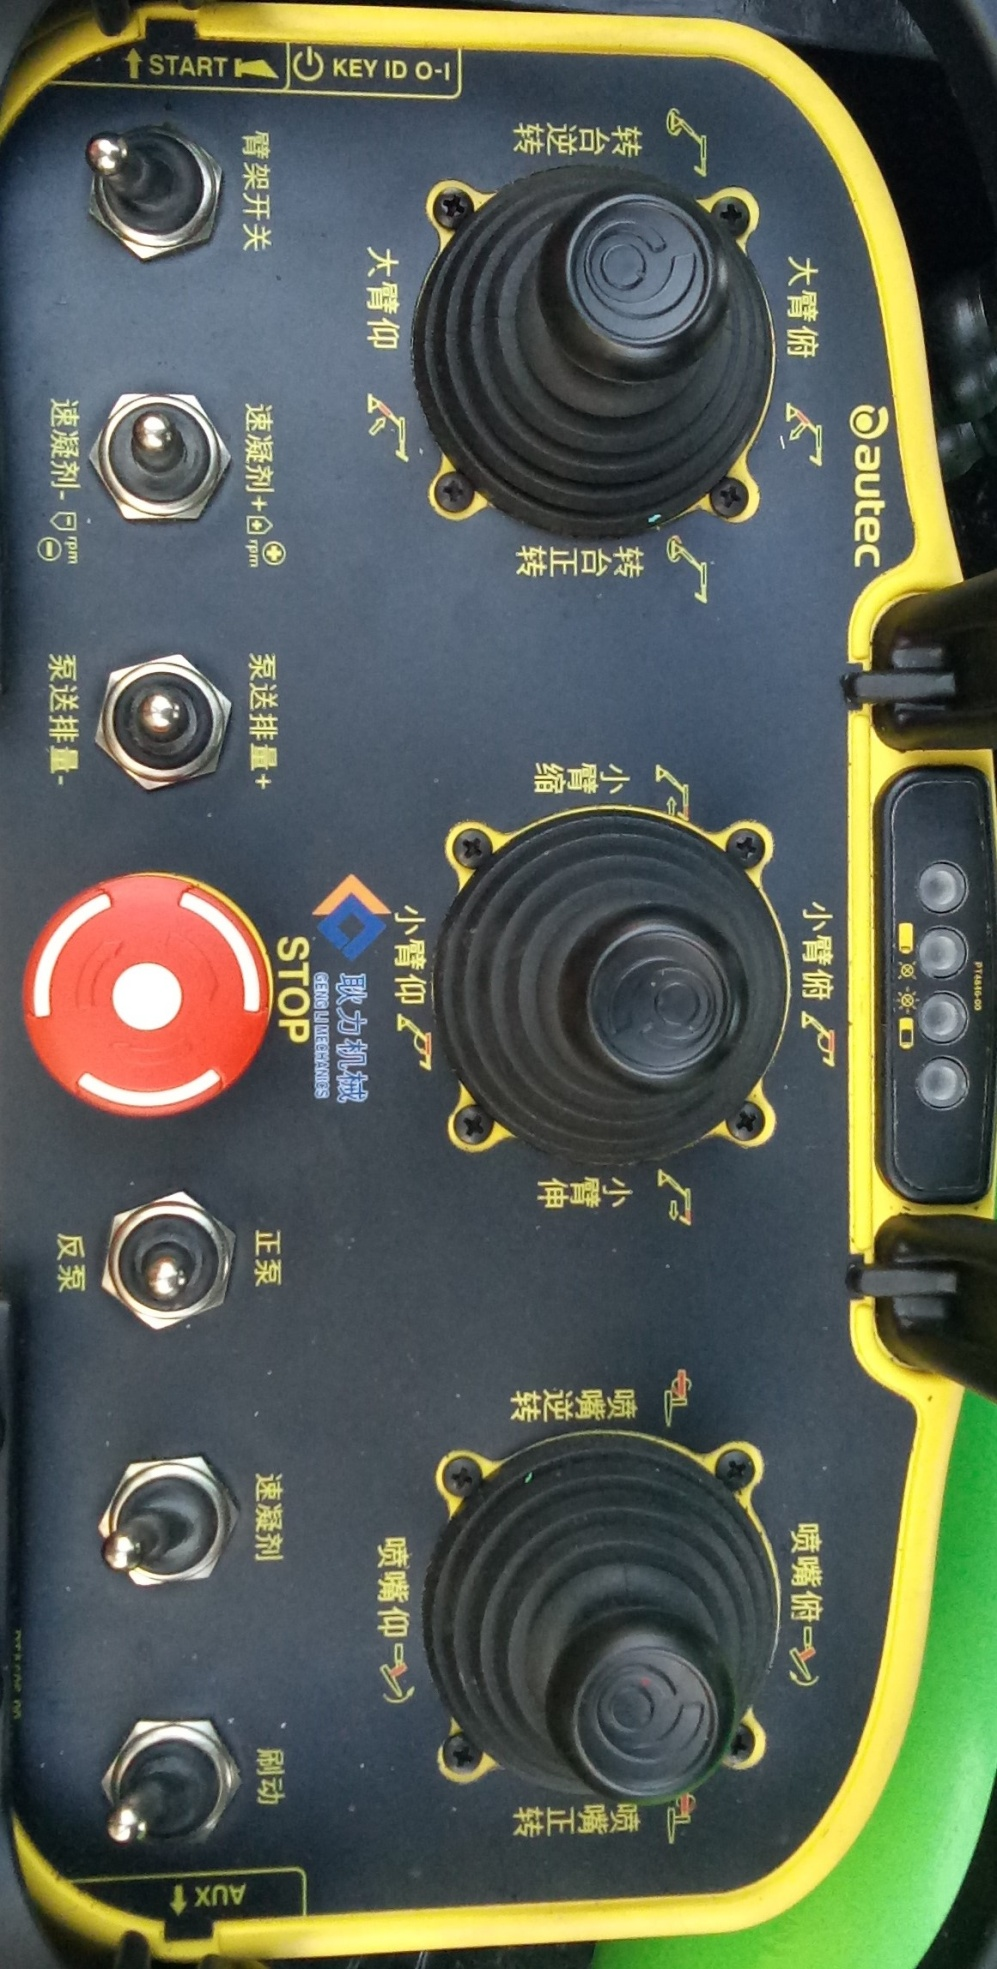 START
KEY ID O-I
autec
转台逆转
大臂仰
大臂俯
转台正转
小臂缩
小臂仰
小臂俯
小臂伸
喷嘴逆转
喷嘴仰
喷嘴俯
喷嘴正转
PT4846-00
耿力机械
GENG LI MECHANICS
STOP
臂架开关
速凝剂+
rpm
速凝剂-
rpm
泵送排量+
泵送排量-
正泵
反泵
速凝剂
刷动
AUX